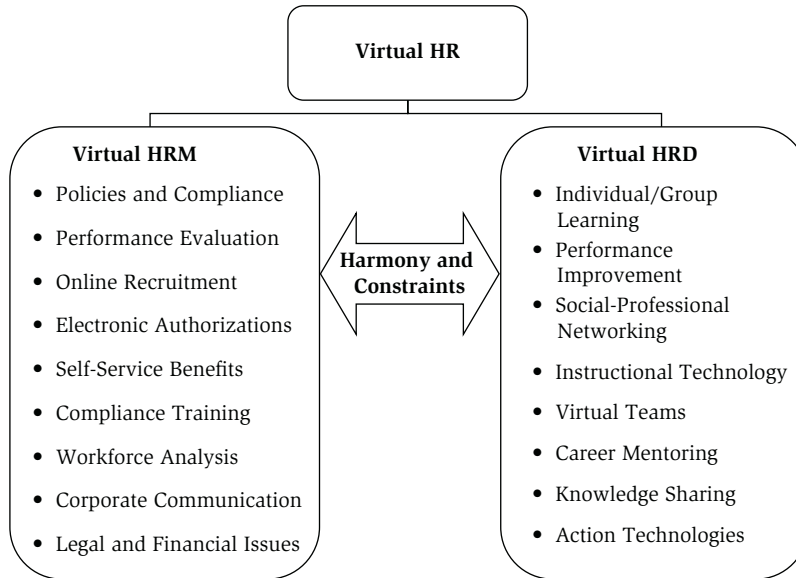 Virtual HR
Virtual HRM
• Policies and Compliance
• Performance Evaluation
• Online Recruitment
• Electronic Authorizations
• Self-Service Benefits
• Compliance Training
• Workforce Analysis
• Corporate Communication
• Legal and Financial Issues
Harmony and
Constraints
Virtual HRD
• Individual/Group
Learning
• Performance
Improvement
• Social-Professional
Networking
• Instructional Technology
• Virtual Teams
• Career Mentoring
• Knowledge Sharing
• Action Technologies